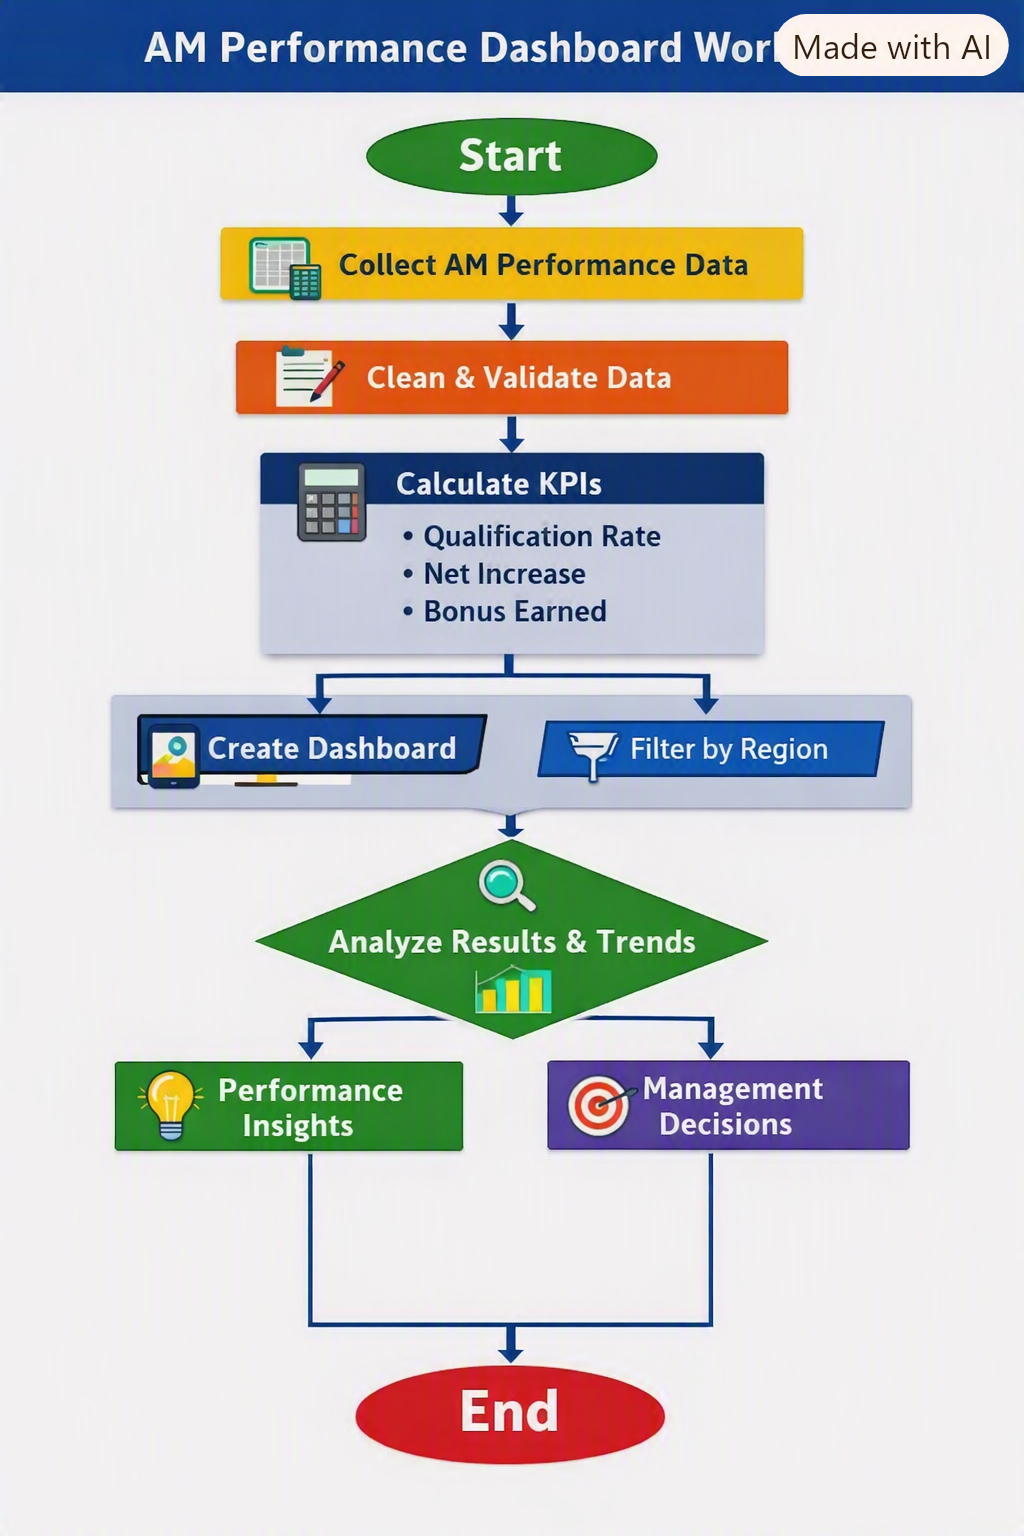 AM Performance Dashboard
Made with AI
Start
Collect AM Performance Data
Clean & Validate Data
Calculate KPIs
• Qualification Rate
• Net Increase
• Bonus Earned
Create Dashboard
Filter by Region
Analyze Results & Trends
Performance
Insights
Management
Decisions
End